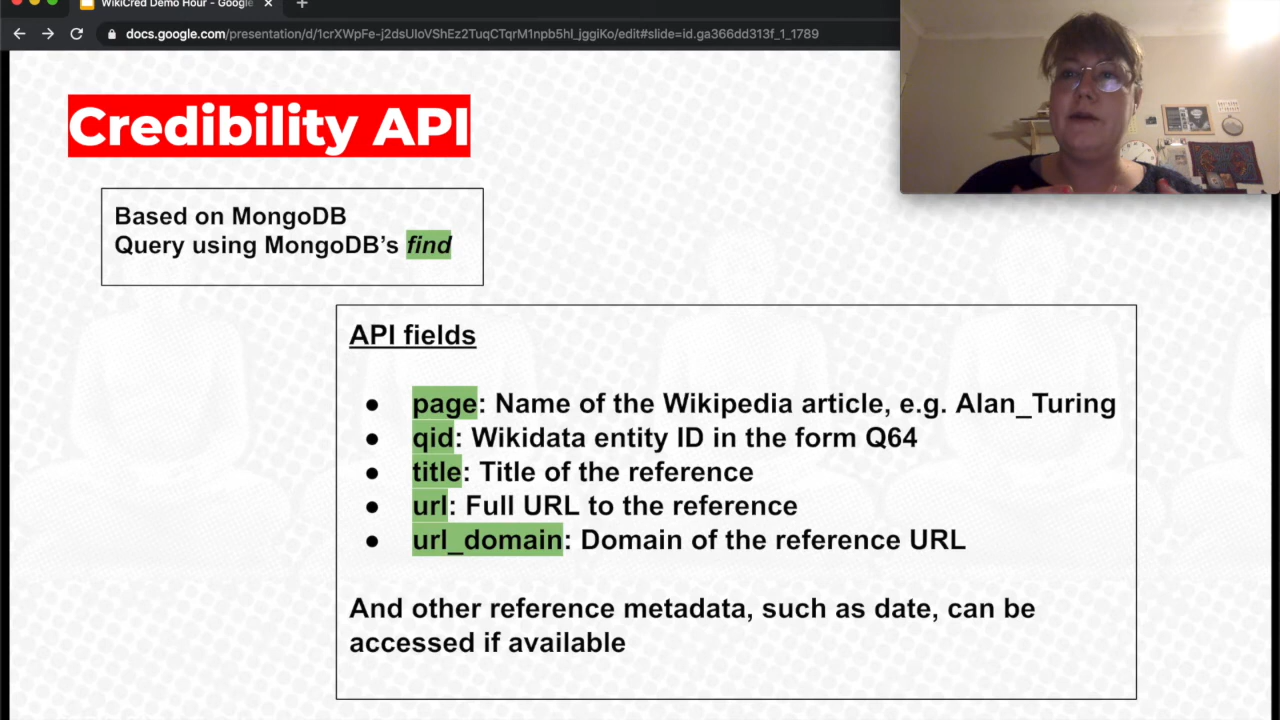 WikiCred Demo Hour - Google
docs.google.com/presentation/d/1crXWpFe-j2dsUIoVShEz2TuqCTqrM1npb5hl_jggiKo/edit#slide=id.ga366dd313f_1_1789
Credibility API
Based on MongoDB
Query using MongoDB’s find
API fields
● page: Name of the Wikipedia article, e.g. Alan_Turing
● qid: Wikidata entity ID in the form Q64
● title: Title of the reference
● url: Full URL to the reference
● url_domain: Domain of the reference URL
And other reference metadata, such as date, can be
accessed if available